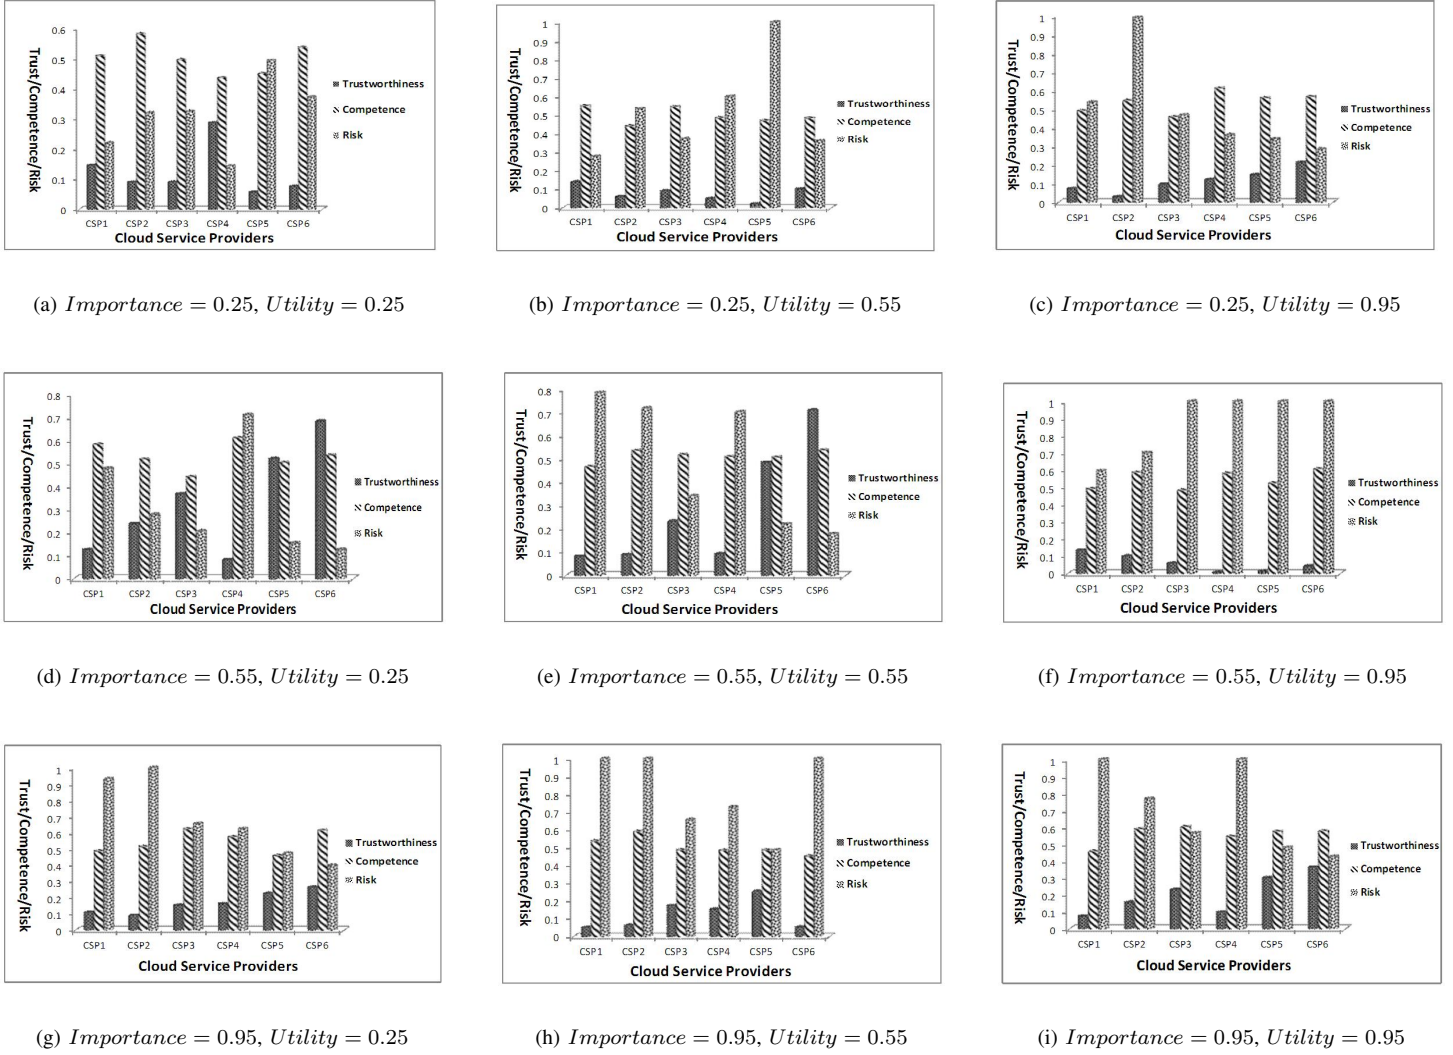 Trust/Competence/Risk
0.6
0.5
0.4
0.3
0.2
0.1
0
CSP1 CSP2 CSP3 CSP4 CSP5 CSP6
Cloud Service Providers
Trustworthiness
Competence
Risk
(a) Importance = 0.25, Utility = 0.25
Trust/Competence/Risk
1
0.9
0.8
0.7
0.6
0.5
0.4
0.3
0.2
0.1
0
CSP1 CSP2 CSP3 CSP4 CSP5 CSP6
Cloud Service Providers
Trustworthiness
Competence
Risk
(b) Importance = 0.25, Utility = 0.55
Trust/Competence/Risk
1
0.9
0.8
0.7
0.6
0.5
0.4
0.3
0.2
0.1
0
CSP1 CSP2 CSP3 CSP4 CSP5 CSP6
Cloud Service Providers
Trustworthiness
Competence
Risk
(c) Importance = 0.25, Utility = 0.95
Trust/Competence/Risk
0.8
0.7
0.6
0.5
0.4
0.3
0.2
0.1
0
CSP1 CSP2 CSP3 CSP4 CSP5 CSP6
Cloud Service Providers
Trustworthiness
Competence
Risk
(d) Importance = 0.55, Utility = 0.25
Trust/Competence/Risk
0.8
0.7
0.6
0.5
0.4
0.3
0.2
0.1
0
CSP1 CSP2 CSP3 CSP4 CSP5 CSP6
Cloud Service Providers
Trustworthiness
Competence
Risk
(e) Importance = 0.55, Utility = 0.55
Trust/Competence/Risk
1
0.9
0.8
0.7
0.6
0.5
0.4
0.3
0.2
0.1
0
CSP1 CSP2 CSP3 CSP4 CSP5 CSP6
Cloud Service Providers
Trustworthiness
Competence
Risk
(f) Importance = 0.55, Utility = 0.95
Trust/Competence/Risk
1
0.9
0.8
0.7
0.6
0.5
0.4
0.3
0.2
0.1
0
CSP1 CSP2 CSP3 CSP4 CSP5 CSP6
Cloud Service Providers
Trustworthiness
Competence
Risk
(g) Importance = 0.95, Utility = 0.25
Trust/Competence/Risk
1
0.9
0.8
0.7
0.6
0.5
0.4
0.3
0.2
0.1
0
CSP1 CSP2 CSP3 CSP4 CSP5 CSP6
Cloud Service Providers
Trustworthiness
Competence
Risk
(h) Importance = 0.95, Utility = 0.55
Trust/Competence/Risk
1
0.9
0.8
0.7
0.6
0.5
0.4
0.3
0.2
0.1
0
CSP1 CSP2 CSP3 CSP4 CSP5 CSP6
Cloud Service Providers
Trustworthiness
Competence
Risk
(i) Importance = 0.95, Utility = 0.95